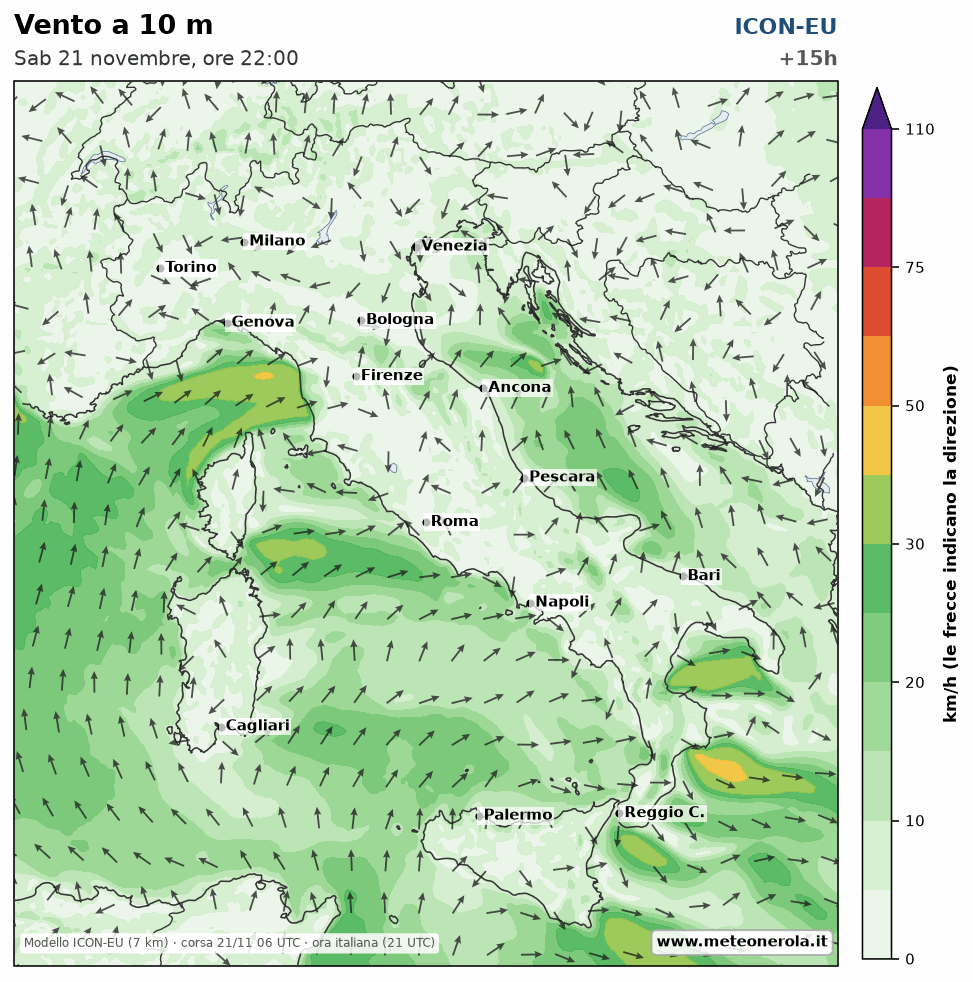 Vento a 10 m
ICON-EU
Sab 21 novembre, ore 22:00
+15h
110
Milano
Venezia
Torino
75
Genova
Bologna
Firenze
Ancona
50
km/h (le frecce indicano la direzione)
Pescara
Roma
30
Bari
Napoli
20
Cagliari
Palermo
Reggio C.
10
Modello ICON-EU (7 km) · corsa 21/11 06 UTC · ora italiana (21 UTC)
www.meteonerola.it
0